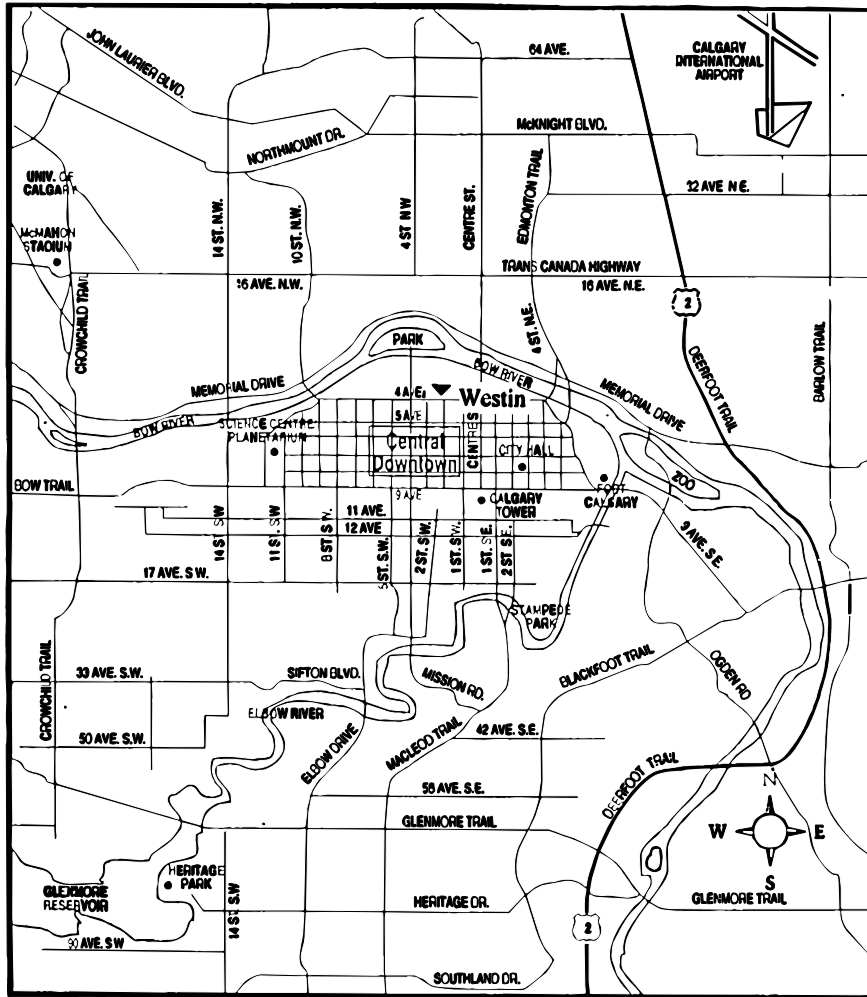 64 AVE.
CALGARY
INTERNATIONAL
AIRPORT
JOHN LAURIER BLVD.
McKNIGHT BLVD.
NORTHMOUNT DR.
UNIV. OF
CALGARY
32 AVE N.E.
EDMONTON TRAIL
14 ST. N.W.
10 ST. N.W.
4 ST NW
CENTRE ST.
McMAHON
STADIUM
TRANS CANADA HIGHWAY
16 AVE. N.W.
16 AVE. N.E.
2
CROWCHILD TRAIL
4 ST. N.E.
DEERFOOT TRAIL
BARLOW TRAIL
PARK
BOW RIVER
MEMORIAL DRIVE
MEMORIAL DRIVE
4 AVE.
Westin
BOW RIVER
5 AVE
SCIENCE CENTRE
PLANETARIUM
Central
Downtown
CENTRE S
CITY HALL
ZOO
BOW TRAIL
9 AVE
FORT
CALGARY
CALGARY
TOWER
11 AVE.
12 AVE
14 ST. SW
11 ST. SW
8 ST. S.W.
5 ST. S.W.
2 ST. S.W.
1 ST. S.W.
1 ST. S.E.
2 ST S.E.
9 AVE. S.E.
17 AVE. S.W.
STAMPEDE
PARK
33 AVE. S.W.
SIFTON BLVD.
MISSION RD.
BLACKFOOT TRAIL
OGDEN RD
CROWCHILD TRAIL
ELBOW RIVER
50 AVE. S.W.
ELBOW DRIVE
MACLEOD TRAIL
42 AVE. S.E.
DEERFOOT TRAIL
58 AVE. S.E.
N
W
E
S
GLENMORE TRAIL
HERITAGE
PARK
GLENMORE
RESERVOIR
14 ST. S.W
HERITAGE DR.
GLENMORE TRAIL
2
90 AVE. SW
SOUTHLAND DR.